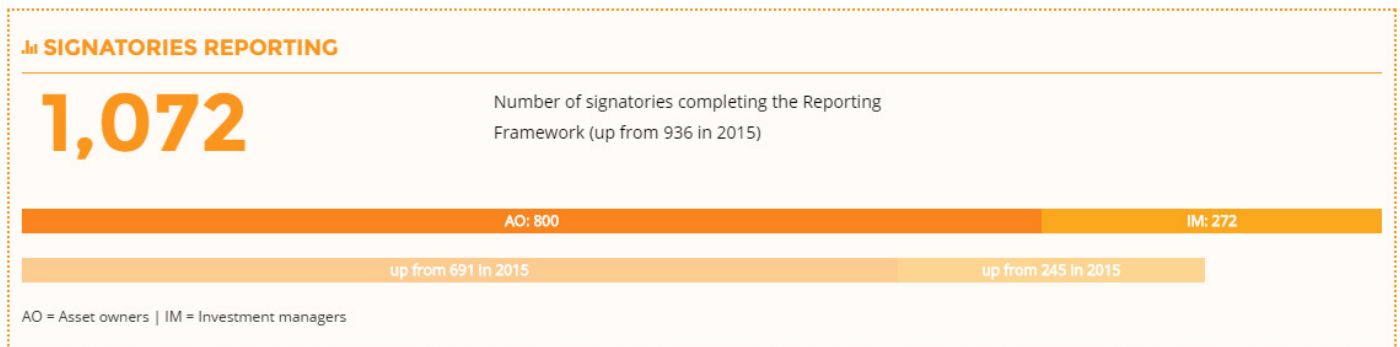 SIGNATORIES REPORTING
1,072
Number of signatories completing the Reporting
Framework (up from 936 in 2015)
AO: 800
IM: 272
up from 691 in 2015
up from 245 in 2015
AO = Asset owners | IM = Investment managers